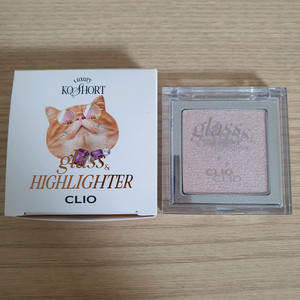 Luxury
KOSHORT
glass&
HIGHLIGHTER
CLIO
glass&
CLIO